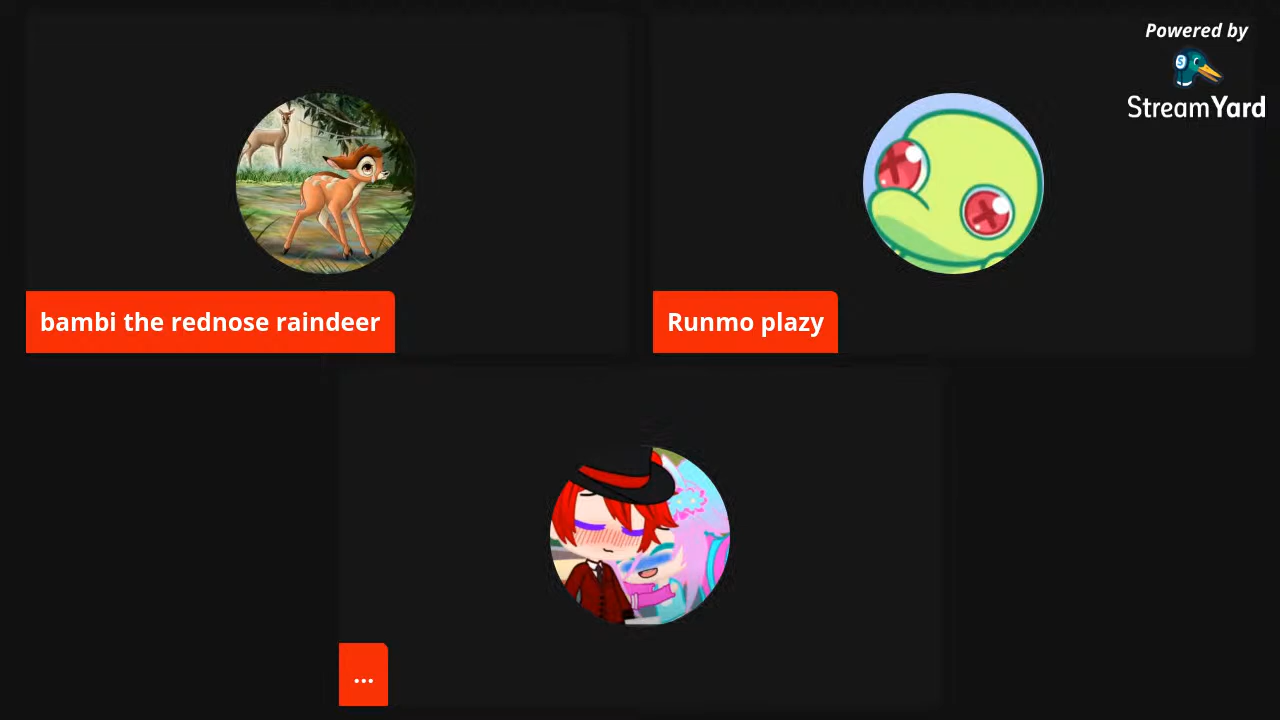 Powered by
StreamYard
bambi the rednose raindeer
Runmo plazy
...